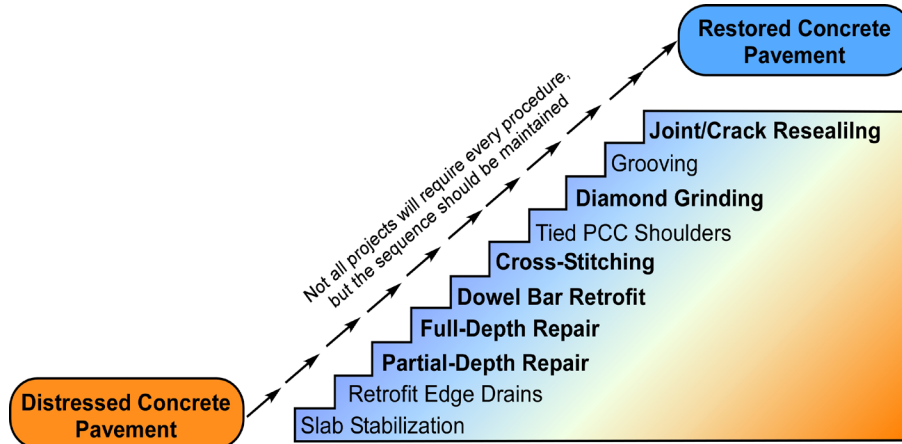 Restored Concrete
Pavement
Not all projects will require every procedure,
but the sequence should be maintained
Joint/Crack Resealilng
Grooving
Diamond Grinding
Tied PCC Shoulders
Cross-Stitching
Dowel Bar Retrofit
Full-Depth Repair
Partial-Depth Repair
Retrofit Edge Drains
Slab Stabilization
Distressed Concrete
Pavement